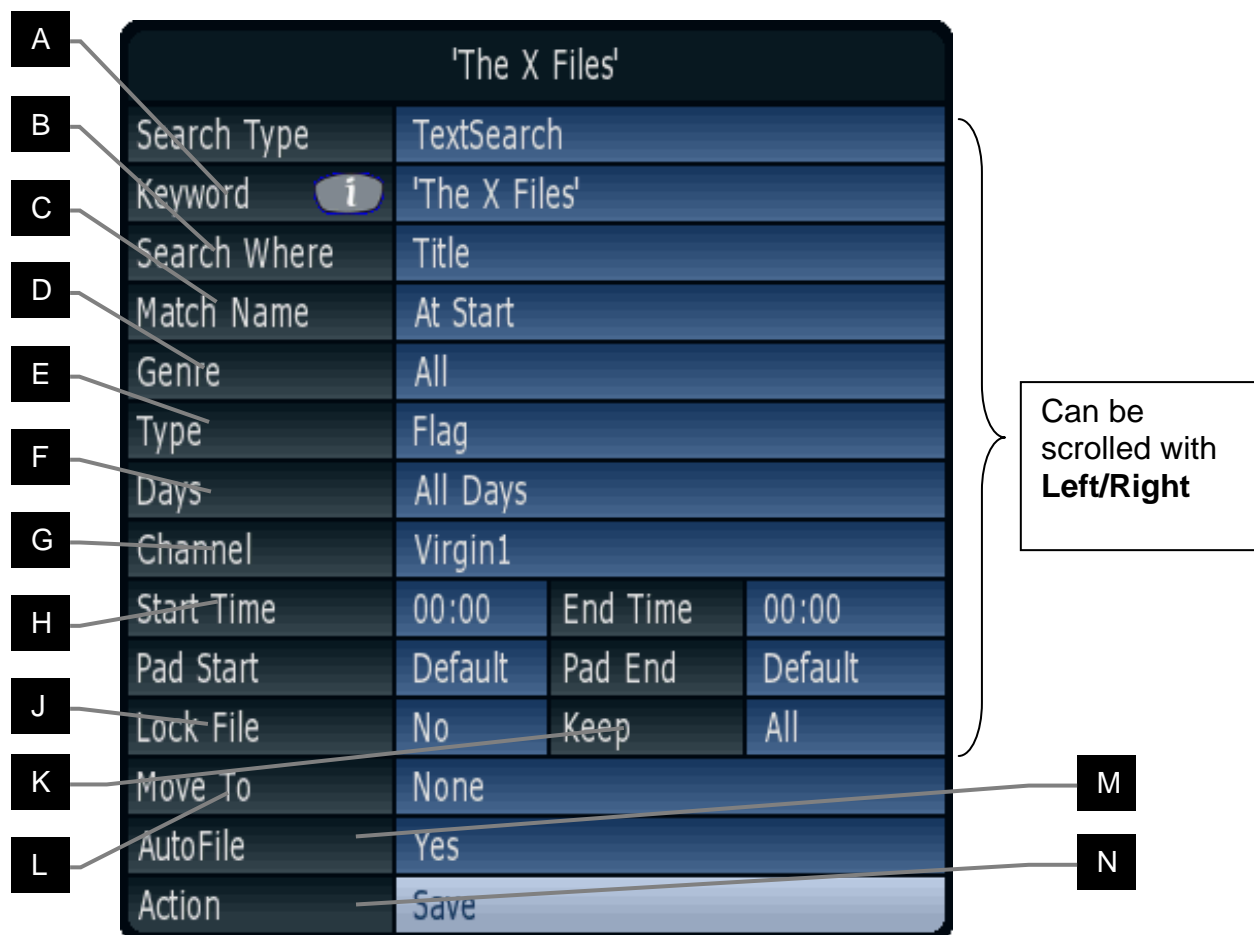 'The X Files'
A
B
C
D
E
F
G
H
J
K
L
Search Type TextSearch
Keyword i 'The X Files'
Search Where Title
Match Name At Start
Genre All
Type Flag
Days All Days
Channel Virgin1
Start Time 00:00 End Time 00:00
Pad Start Default Pad End Default
Lock File No Keep All
Move To None
AutoFile Yes
Action Save
Can be
scrolled with
Left/Right
M
N